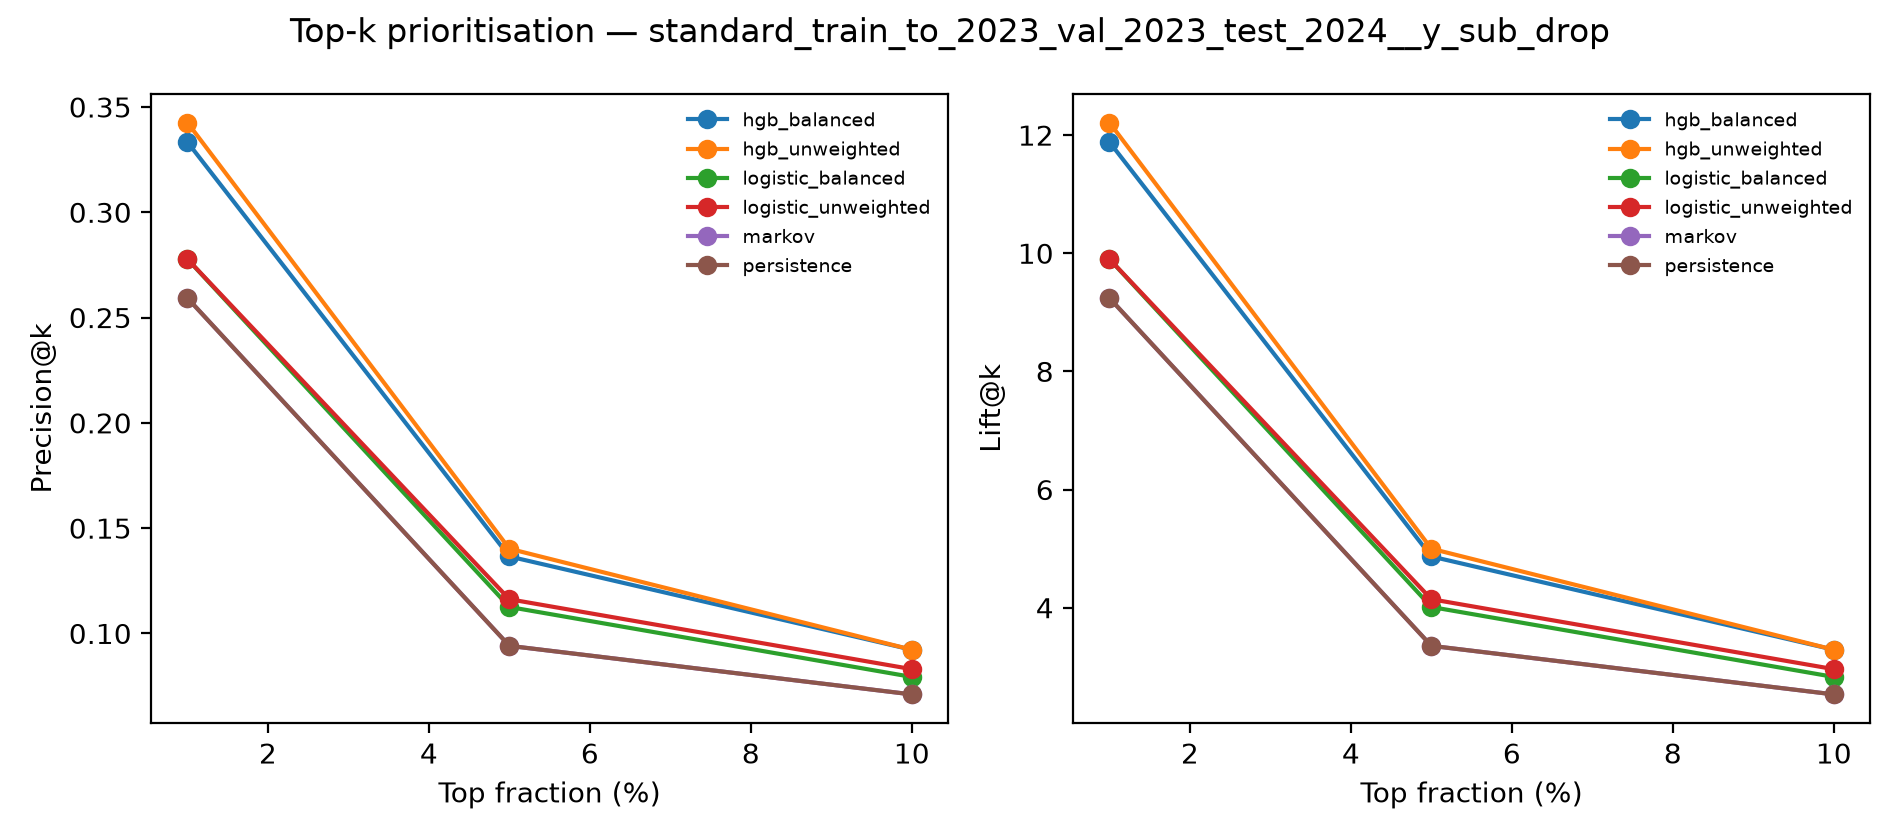 Top-k prioritisation — standard_train_to_2023_val_2023_test_2024__y_sub_drop
Precision@k
0.35
0.30
0.25
0.20
0.15
0.10
hgb_balanced
hgb_unweighted
logistic_balanced
logistic_unweighted
markov
persistence
2 4 6 8 10
Top fraction (%)
Lift@k
12
10
8
6
4
hgb_balanced
hgb_unweighted
logistic_balanced
logistic_unweighted
markov
persistence
2 4 6 8 10
Top fraction (%)